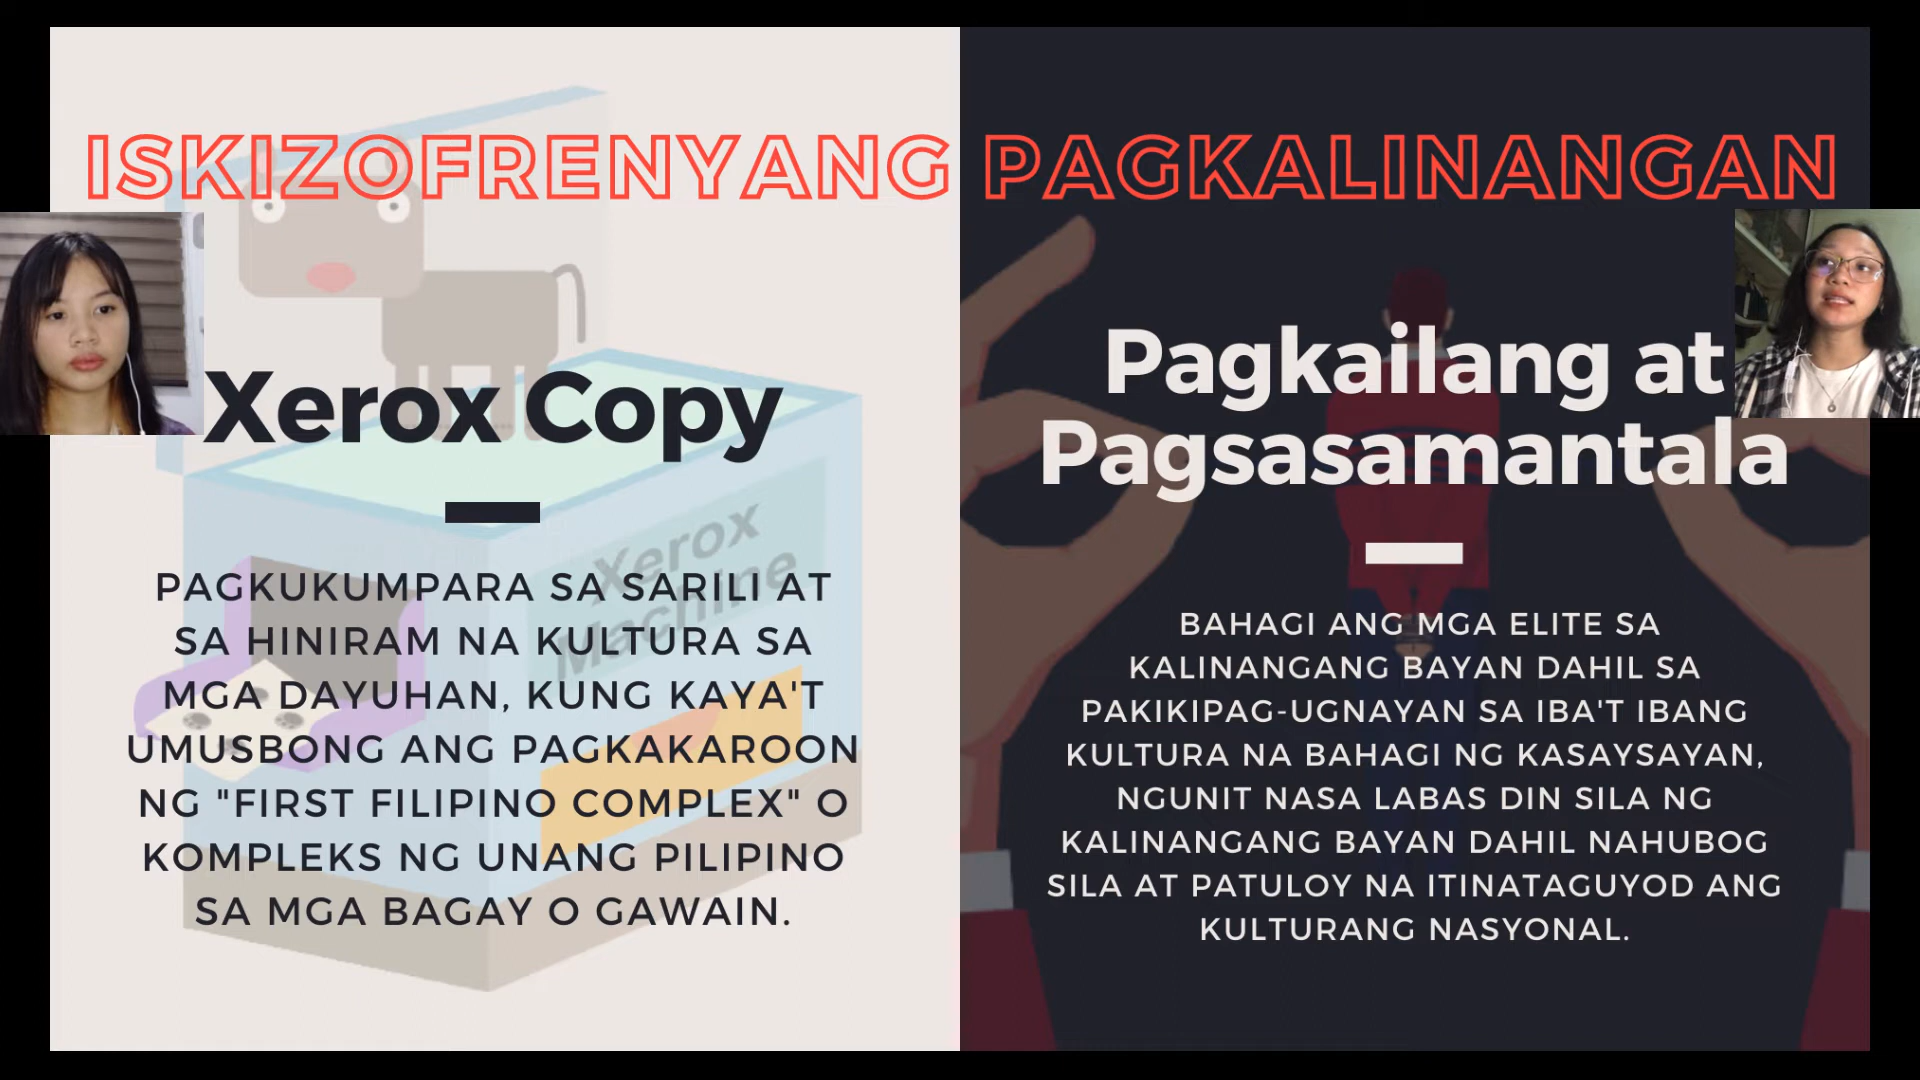 ISKIZOFRENYANG PAGKALINANGAN
Xerox Copy
PAGKUKUMPARA SA SARILI AT
SA HINIRAM NA KULTURA SA
MGA DAYUHAN, KUNG KAYA'T
UMUSBONG ANG PAGKAKAROON
NG "FIRST FILIPINO COMPLEX" O
KOMPLEKS NG UNANG PILIPINO
SA MGA BAGAY O GAWAIN.
Xerox
Machine
Pagkailang at
Pagsasamantala
BAHAGI ANG MGA ELITE SA
KALINANGANG BAYAN DAHIL SA
PAKIKIPAG-UGNAYAN SA IBA'T IBANG
KULTURA NA BAHAGI NG KASAYSAYAN,
NGUNIT NASA LABAS DIN SILA NG
KALINANGANG BAYAN DAHIL NAHUBOG
SILA AT PATULOY NA ITINATAGUYOD ANG
KULTURANG NASYONAL.